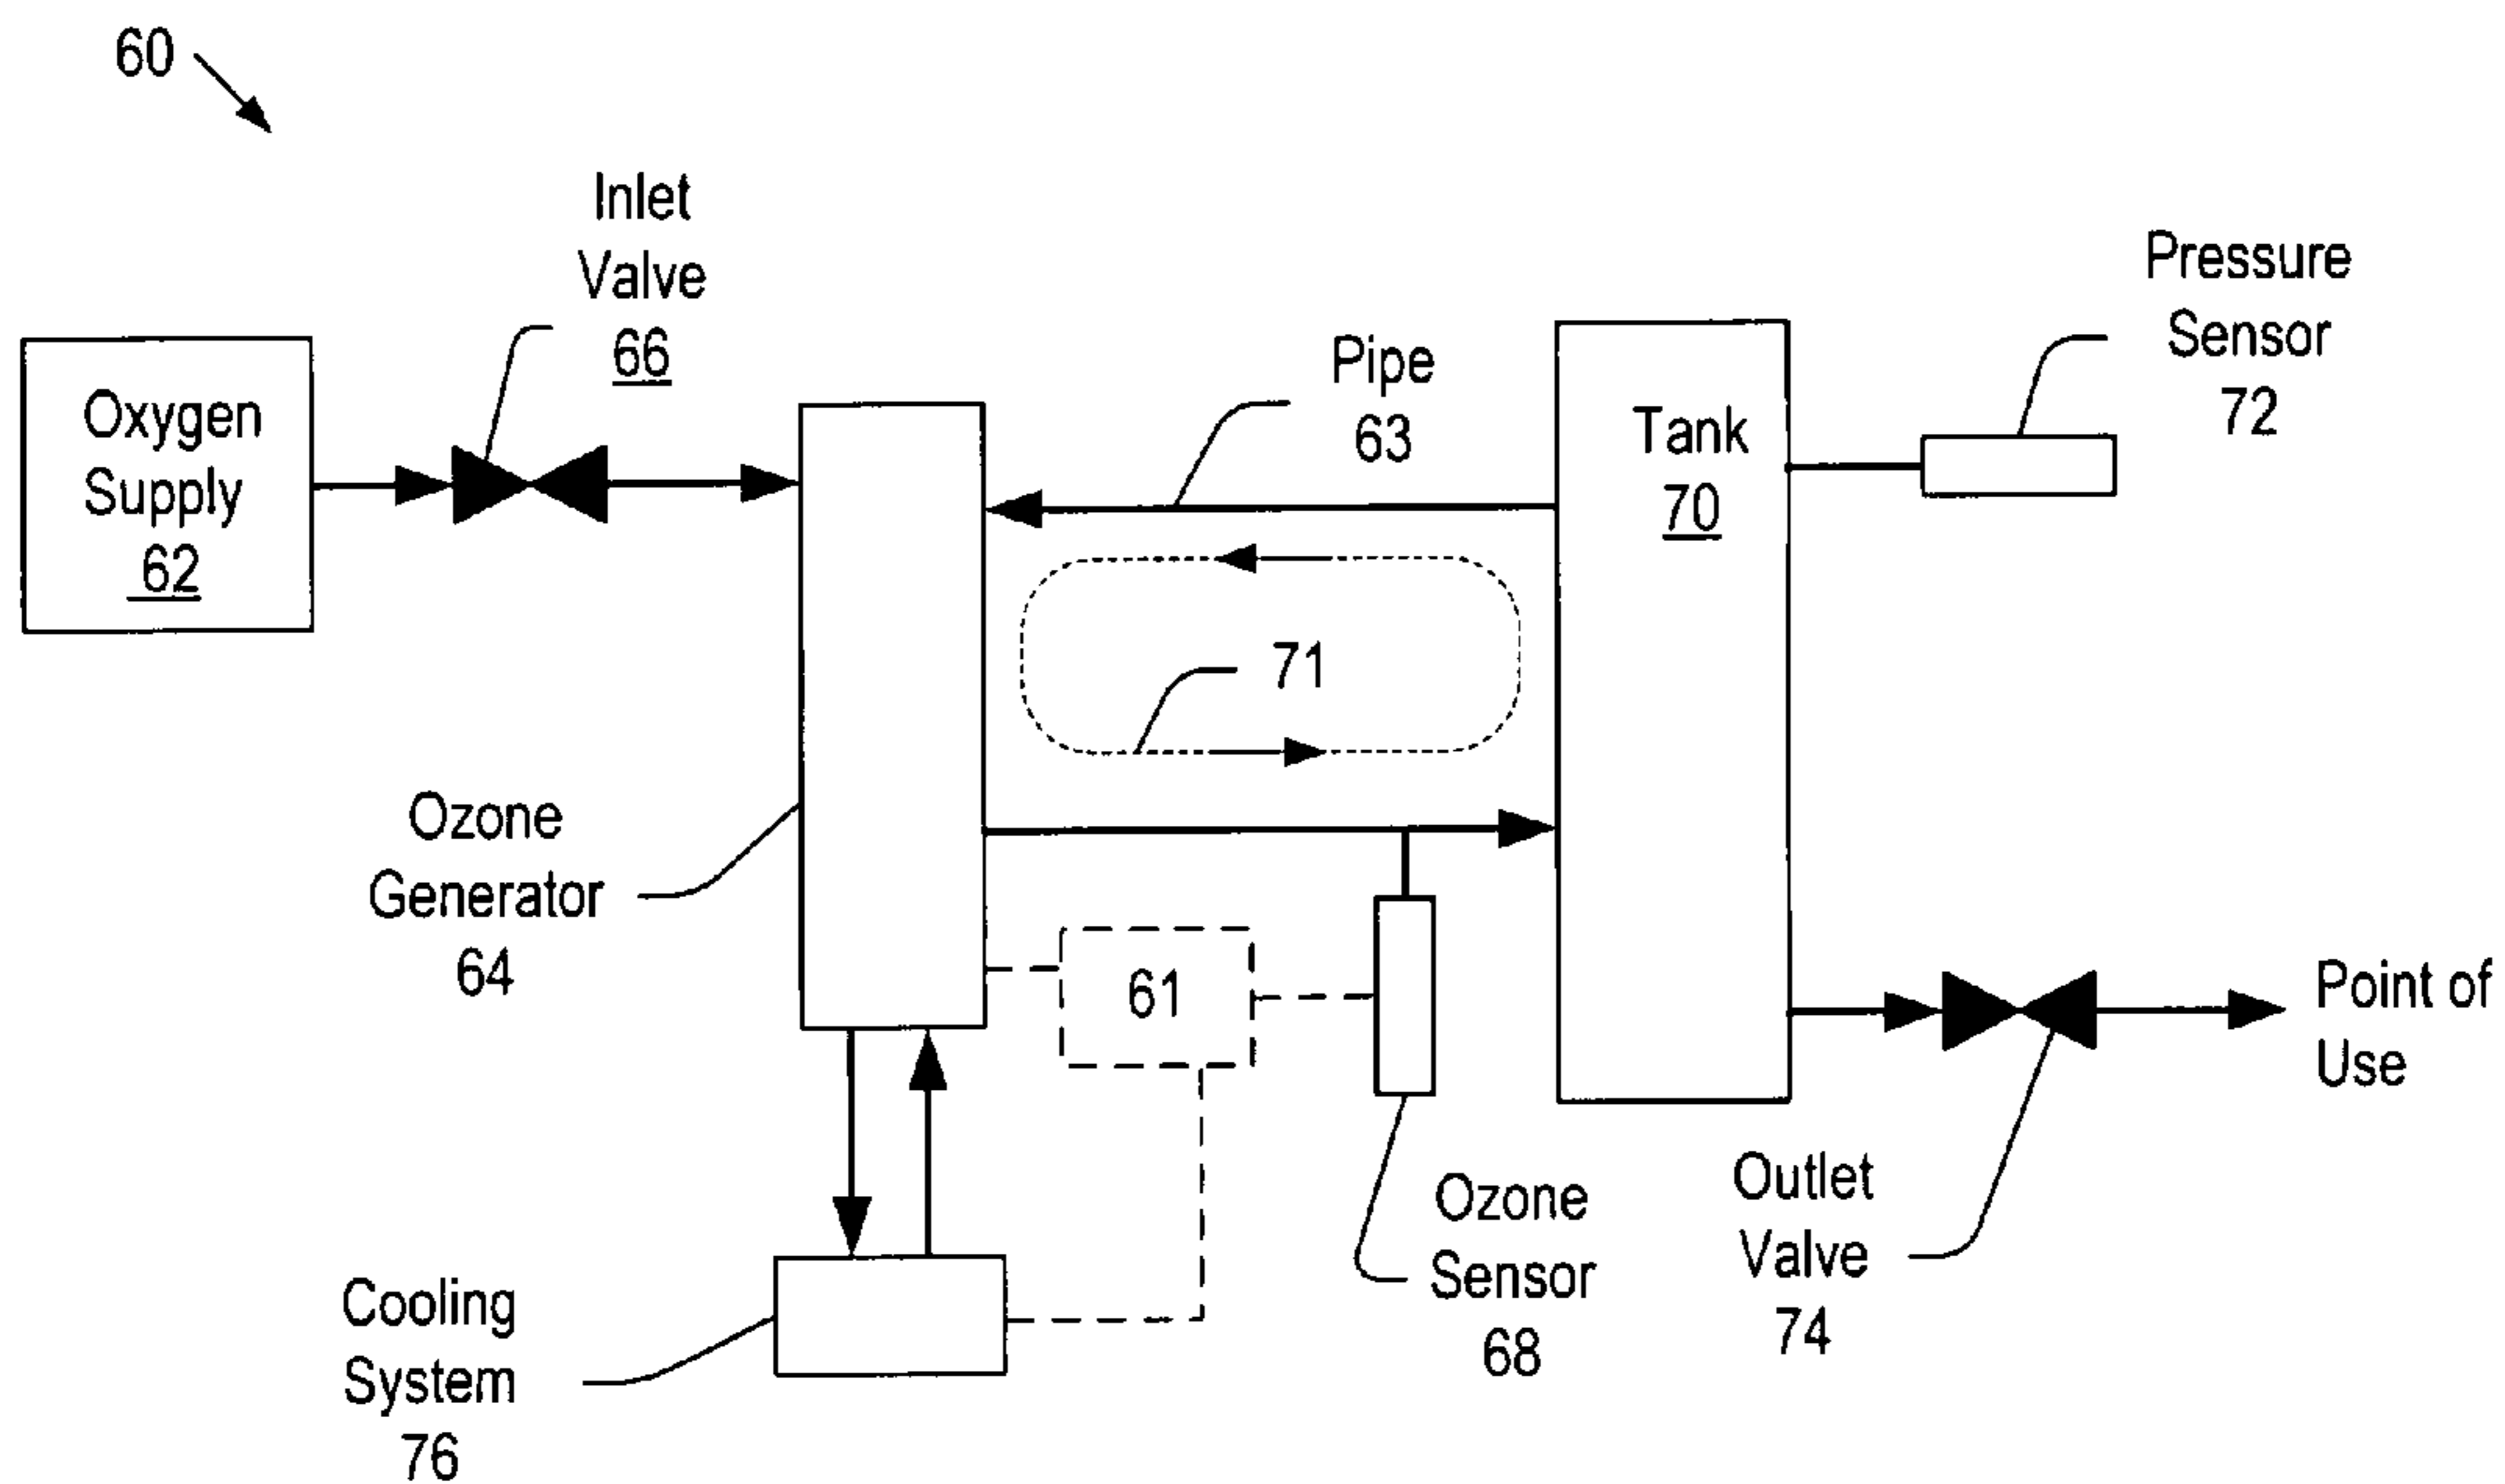 60
Inlet
Valve
66
Oxygen
Supply
62
Pipe
63
Tank
70
Pressure
Sensor
72
71
Ozone
Generator
64
61
Point of
Use
Ozone
Sensor
68
Outlet
Valve
74
Cooling
System
76